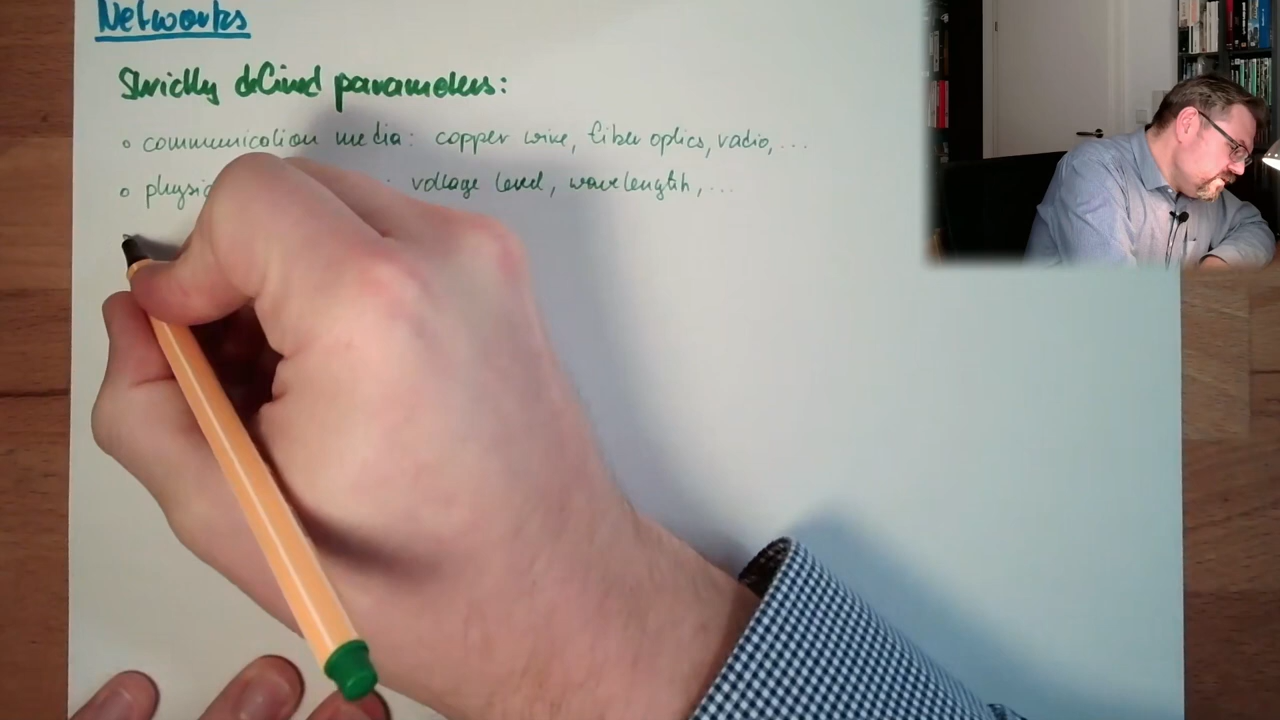 Networks
Strictly defined parameters:
◦ communication media: copper wire, fiber optics, radio, ...
◦ physic : voltage level, wavelength, ...